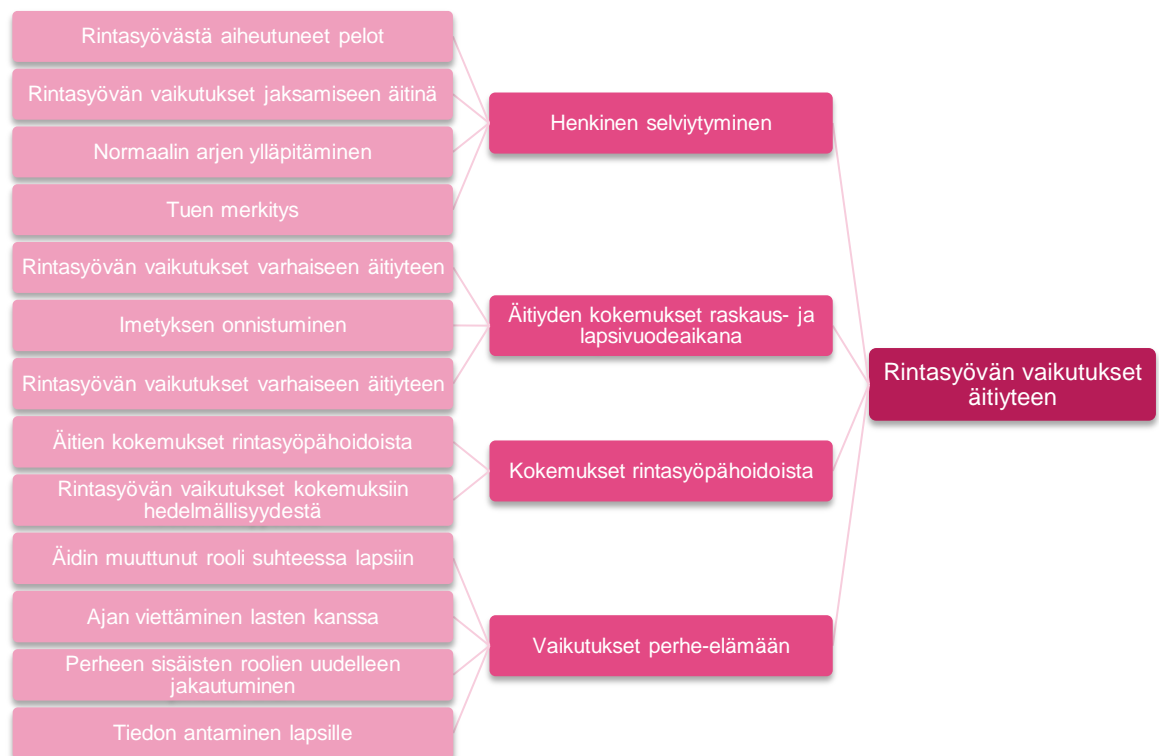 Rintasyövästä aiheutuneet pelot
Rintasyövän vaikutukset jaksamiseen äitinä
Normaalin arjen ylläpitäminen
Tuen merkitys
Rintasyövän vaikutukset varhaiseen äitiyteen
Imetyksen onnistuminen
Rintasyövän vaikutukset varhaiseen äitiyteen
Äitien kokemukset rintasyöpähoidoista
Rintasyövän vaikutukset kokemuksiin
hedelmällisyydestä
Äidin muuttunut rooli suhteessa lapsiin
Ajan viettäminen lasten kanssa
Perheen sisäisten roolien uudelleen
jakautuminen
Tiedon antaminen lapsille
Henkinen selviytyminen
Äitiyden kokemukset raskaus- ja
lapsivuodeaikana
Kokemukset rintasyöpähoidoista
Vaikutukset perhe-elämään
Rintasyövän vaikutukset
äitiyteen